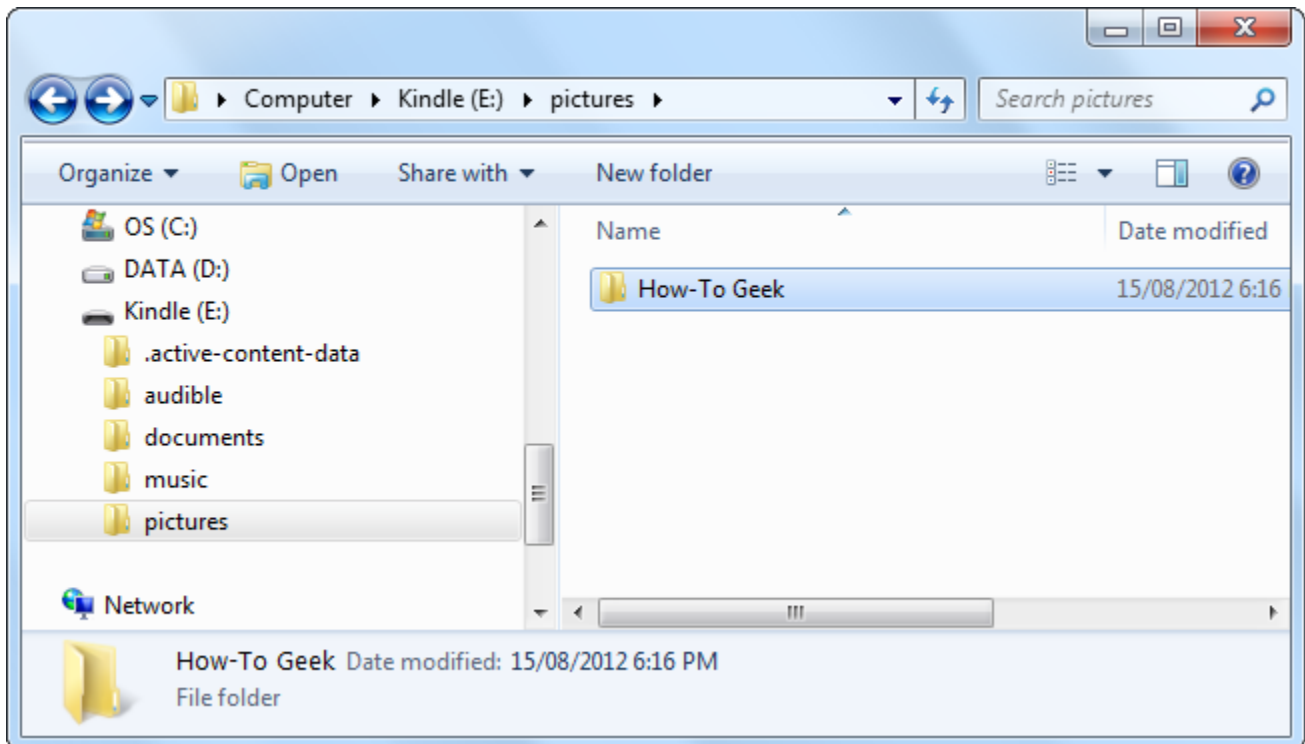 Computer Kindle (E:) pictures
Search pictures
Organize Open Share with New folder
OS (C:)
DATA (D:)
Kindle (E:)
.active-content-data
audible
documents
music
pictures
Network
Name Date modified
How-To Geek 15/08/2012 6:16
How-To Geek Date modified: 15/08/2012 6:16 PM
File folder